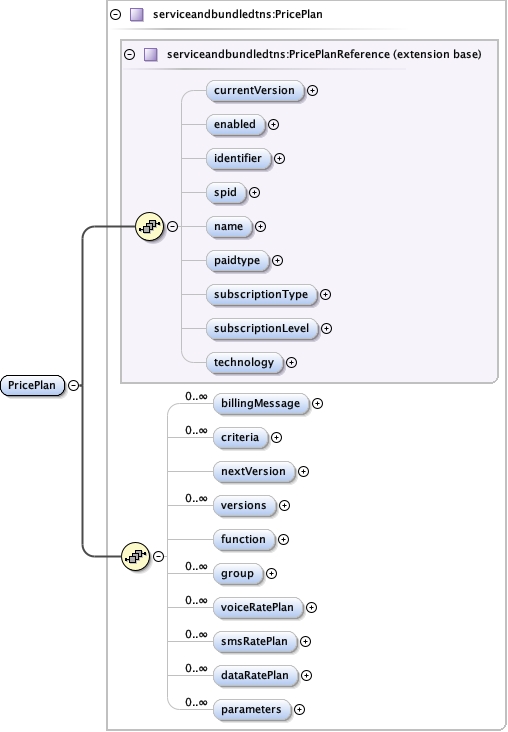 serviceandbundledtns:PricePlan
serviceandbundledtns:PricePlanReference (extension base)
currentVersion
enabled
identifier
spid
name
paidtype
subscriptionType
subscriptionLevel
technology
PricePlan
0..∞
billingMessage
0..∞
criteria
nextVersion
0..∞
versions
function
0..∞
group
0..∞
voiceRatePlan
0..∞
smsRatePlan
0..∞
dataRatePlan
0..∞
parameters